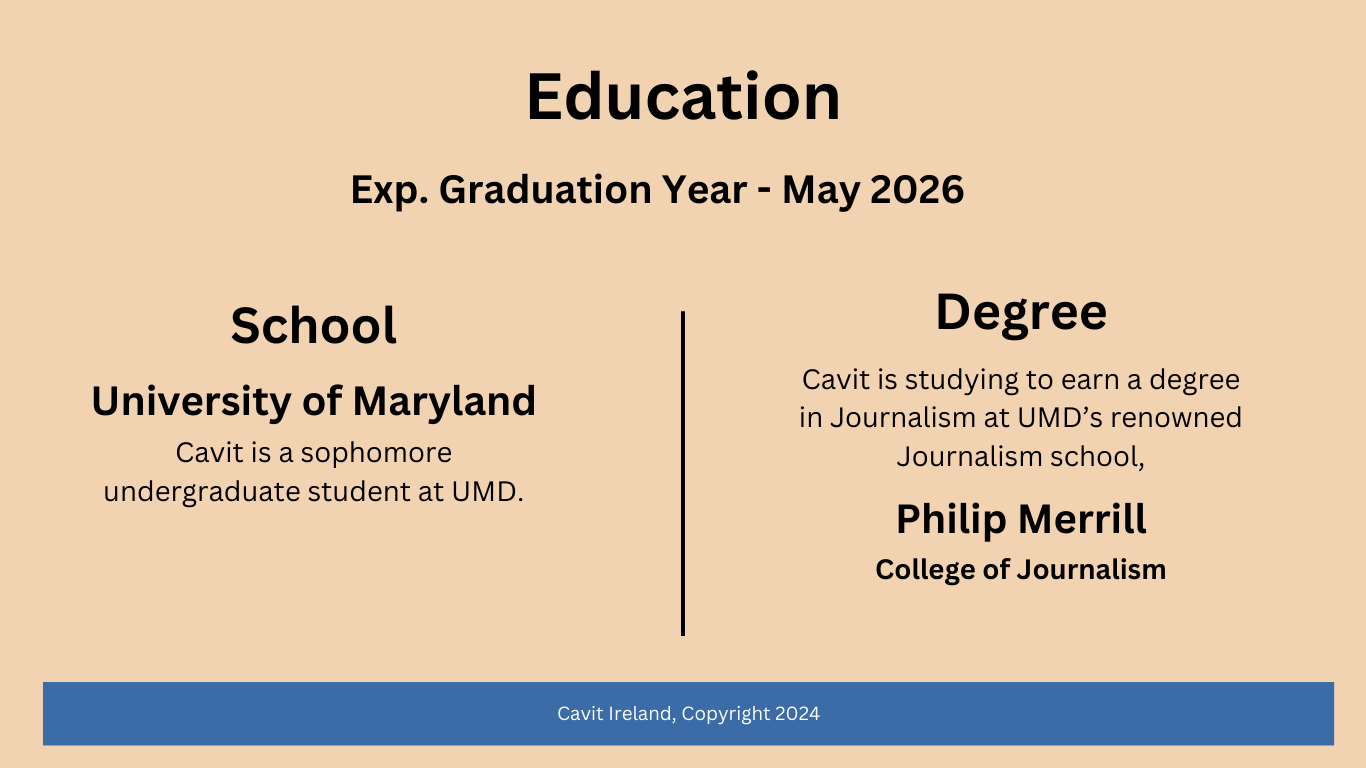 Education
Exp. Graduation Year - May 2026
School
University of Maryland
Cavit is a sophomore
undergraduate student at UMD.
Degree
Cavit is studying to earn a degree
in Journalism at UMD’s renowned
Journalism school,
Philip Merrill
College of Journalism
Cavit Ireland, Copyright 2024